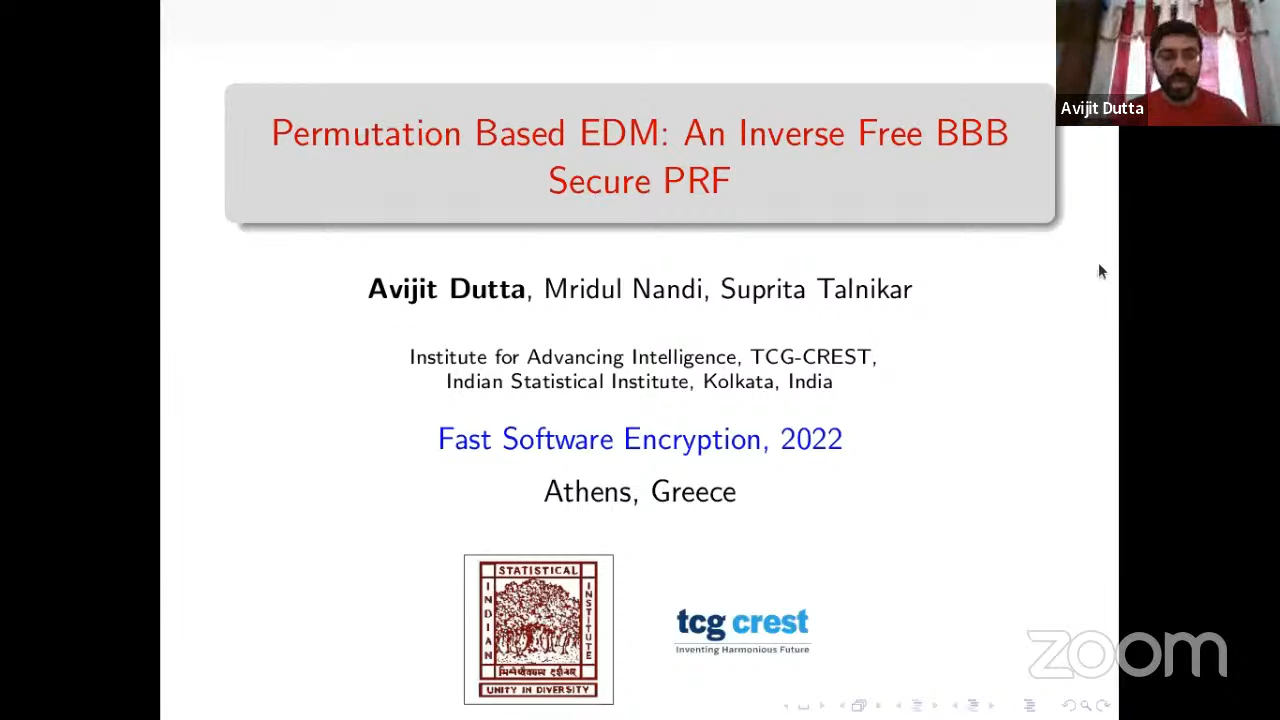 Permutation Based EDM: An Inverse Free BBB
Secure PRF
Avijit Dutta
Avijit Dutta, Mridul Nandi, Suprita Talnikar
Institute for Advancing Intelligence, TCG-CREST,
Indian Statistical Institute, Kolkata, India
Fast Software Encryption, 2022
Athens, Greece
STATISTICAL
INDIAN
INSTITUTE
UNITY IN DIVERSITY
tcg crest
Inventing Harmonious Future
zoom